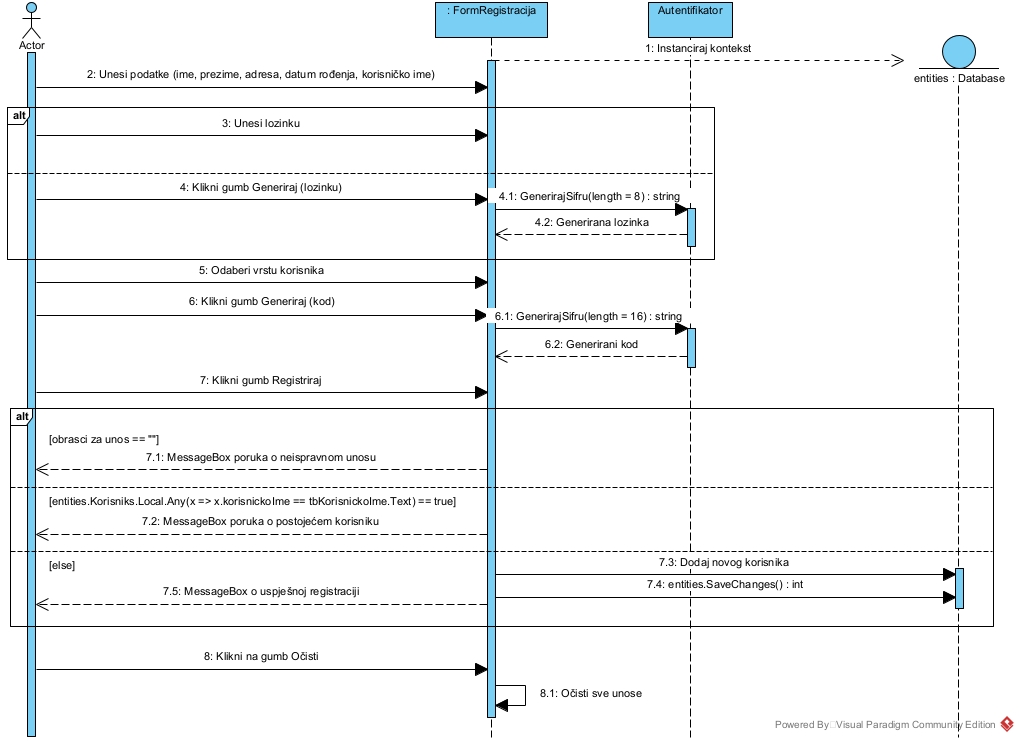 : FormRegistracija
Autentifikator
Actor
1: Instanciraj kontekst
entities : Database
2: Unesi podatke (ime, prezime, adresa, datum rođenja, korisničko ime)
alt
3: Unesi lozinku
4: Klikni gumb Generiraj (lozinku)
4.1: GenerirajSifru(length = 8) : string
4.2: Generirana lozinka
5: Odaberi vrstu korisnika
6: Klikni gumb Generiraj (kod)
6.1: GenerirajSifru(length = 16) : string
6.2: Generirani kod
7: Klikni gumb Registriraj
alt
[obrasci za unos == ""]
7.1: MessageBox poruka o neispravnom unosu
[entities.Korisniks.Local.Any(x => x.korisnickoIme == tbKorisnickoIme.Text) == true]
7.2: MessageBox poruka o postojećem korisniku
[else]
7.3: Dodaj novog korisnika
7.4: entities.SaveChanges() : int
7.5: MessageBox o uspješnoj registraciji
8: Klikni na gumb Očisti
8.1: Očisti sve unose
Powered By Visual Paradigm Community Edition